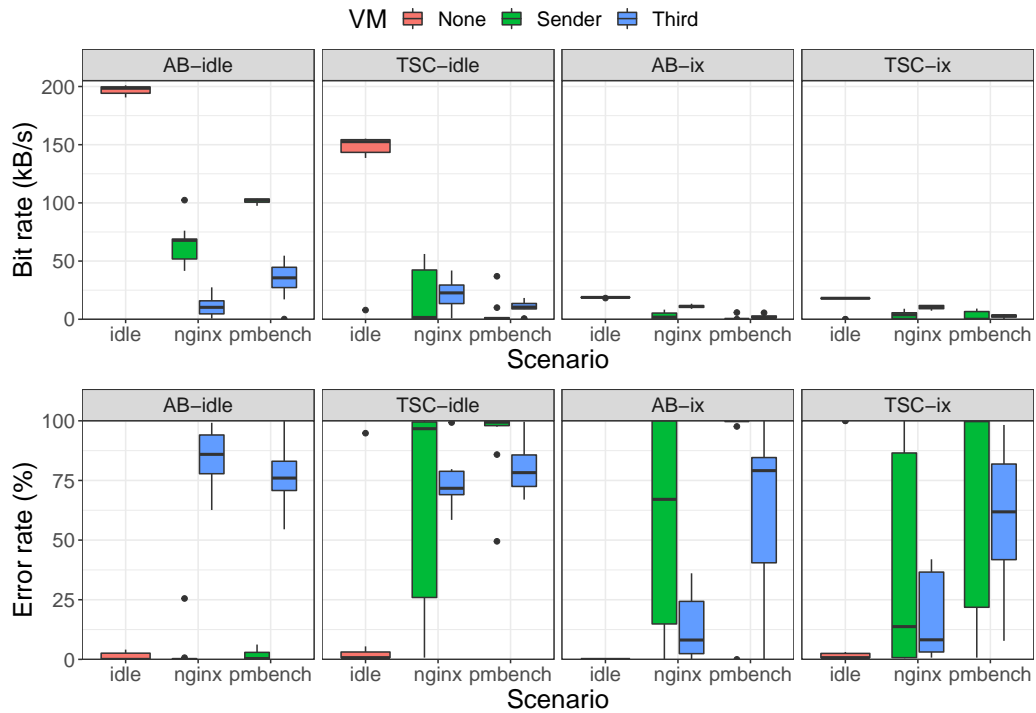 VM None Sender Third
AB-idle TSC-idle AB-ix TSC-ix
Bit rate (kB/s)
200
150
100
50
0
idle nginx pmbench idle nginx pmbench idle nginx pmbench idle nginx pmbench
Scenario
AB-idle TSC-idle AB-ix TSC-ix
Error rate (%)
100
75
50
25
0
idle nginx pmbench idle nginx pmbench idle nginx pmbench idle nginx pmbench
Scenario